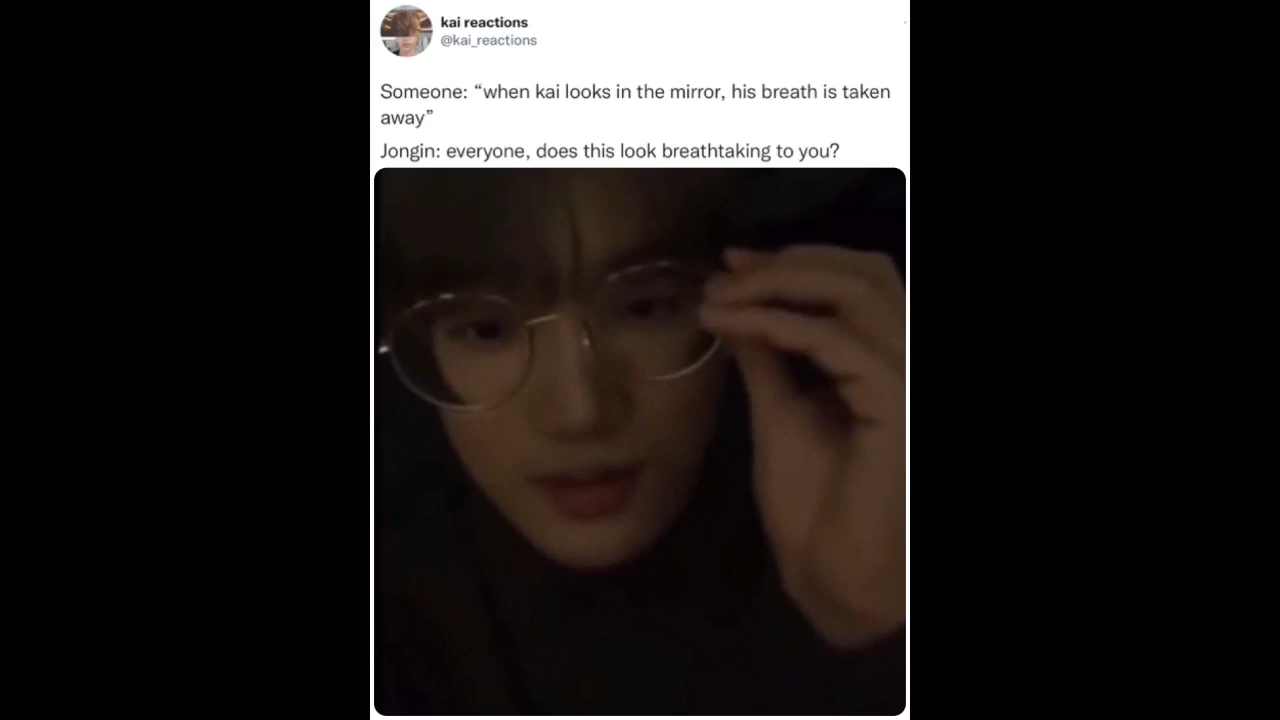 kai reactions
@kai_reactions
Someone: “when kai looks in the mirror, his breath is taken
away”
Jongin: everyone, does this look breathtaking to you?